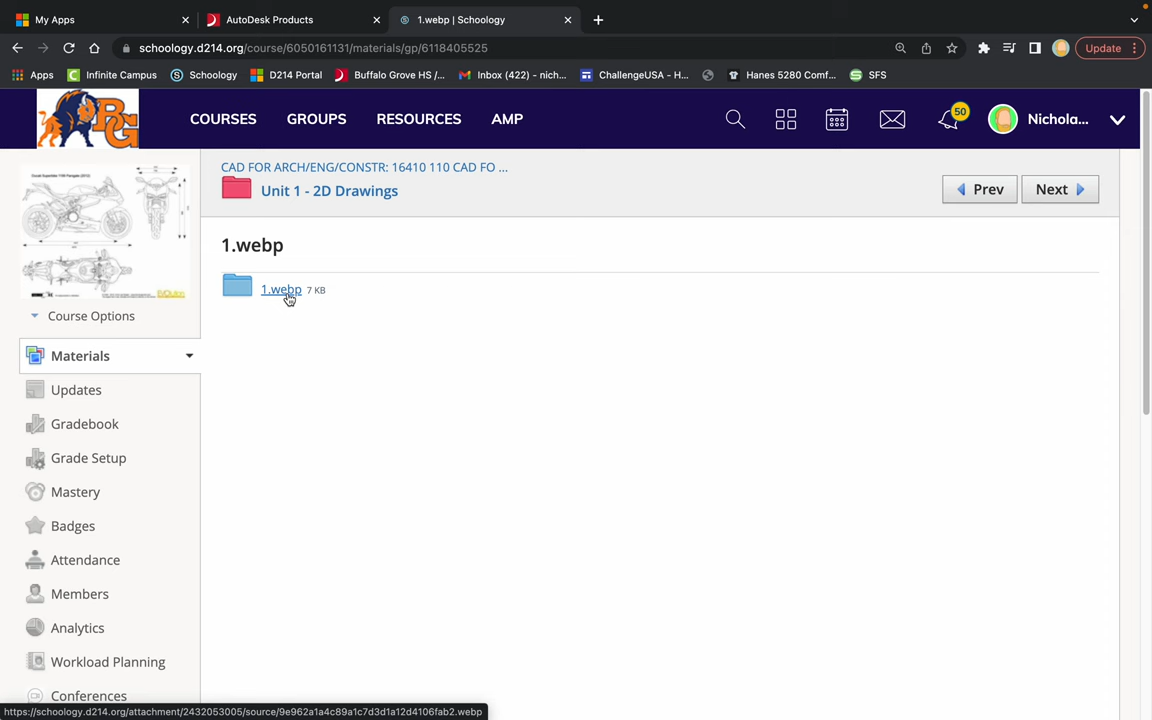 My Apps
AutoDesk Products
1.webp | Schoology
schoology.d214.org/course/6050161131/materials/gp/6118405525
Update
Apps
Infinite Campus
Schoology
D214 Portal
Buffalo Grove HS /...
Inbox (422) - nich...
ChallengeUSA - H...
Hanes 5280 Comf...
SFS
BG
COURSES
GROUPS
RESOURCES
AMP
50
Nichola...
CAD FOR ARCH/ENG/CONSTR: 16410 110 CAD FO ...
Unit 1 - 2D Drawings
Prev
Next
1.webp
1.webp 7 KB
Course Options
Materials
Updates
Gradebook
Grade Setup
Mastery
Badges
Attendance
Members
Analytics
Workload Planning
Conferences
https://schoology.d214.org/attachment/2432053005/source/9e962a1a4c89a1c7d3d1a12d4106fab2.webp